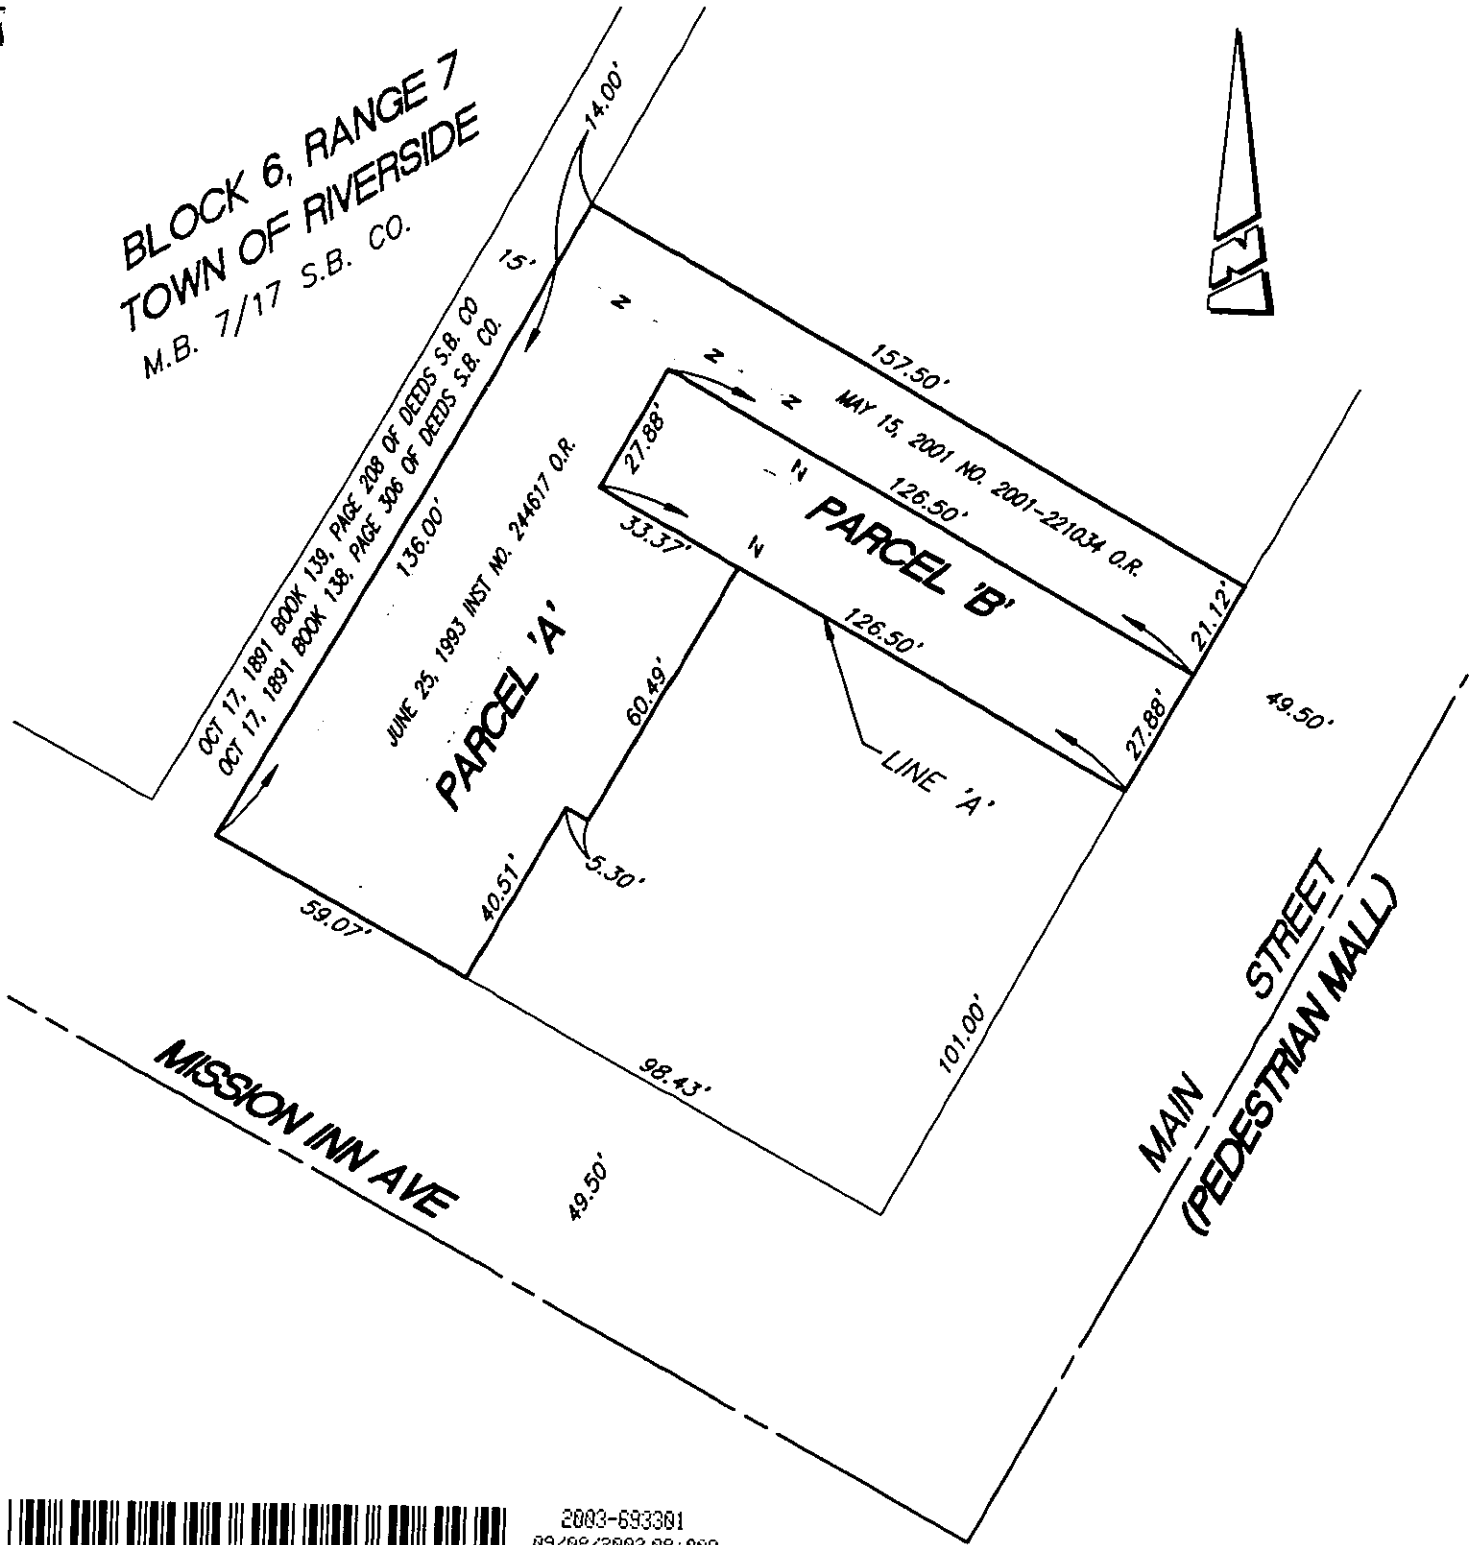 BLOCK 6, RANGE 7
TOWN OF RIVERSIDE
M.B. 7/17 S.B. CO.
14.00'
15'
OCT 17, 1891 BOOK 139, PAGE 208 OF DEEDS S.B. CO
OCT 17, 1891 BOOK 138, PAGE 306 OF DEEDS S.B. CO.
136.00'
JUNE 25, 1993 INST NO. 244617 O.R.
PARCEL 'A'
157.50'
MAY 15, 2001 NO. 2001-221034 O.R.
27.88'
126.50'
PARCEL 'B'
33.37'
126.50'
21.12'
27.88'
49.50'
LINE 'A'
60.49'
5.30'
40.51'
59.07'
98.43'
101.00'
49.50'
MISSION INN AVE
MAIN STREET
(PEDESTRIAN MALL)
N
N
N
N
N
2003-693301